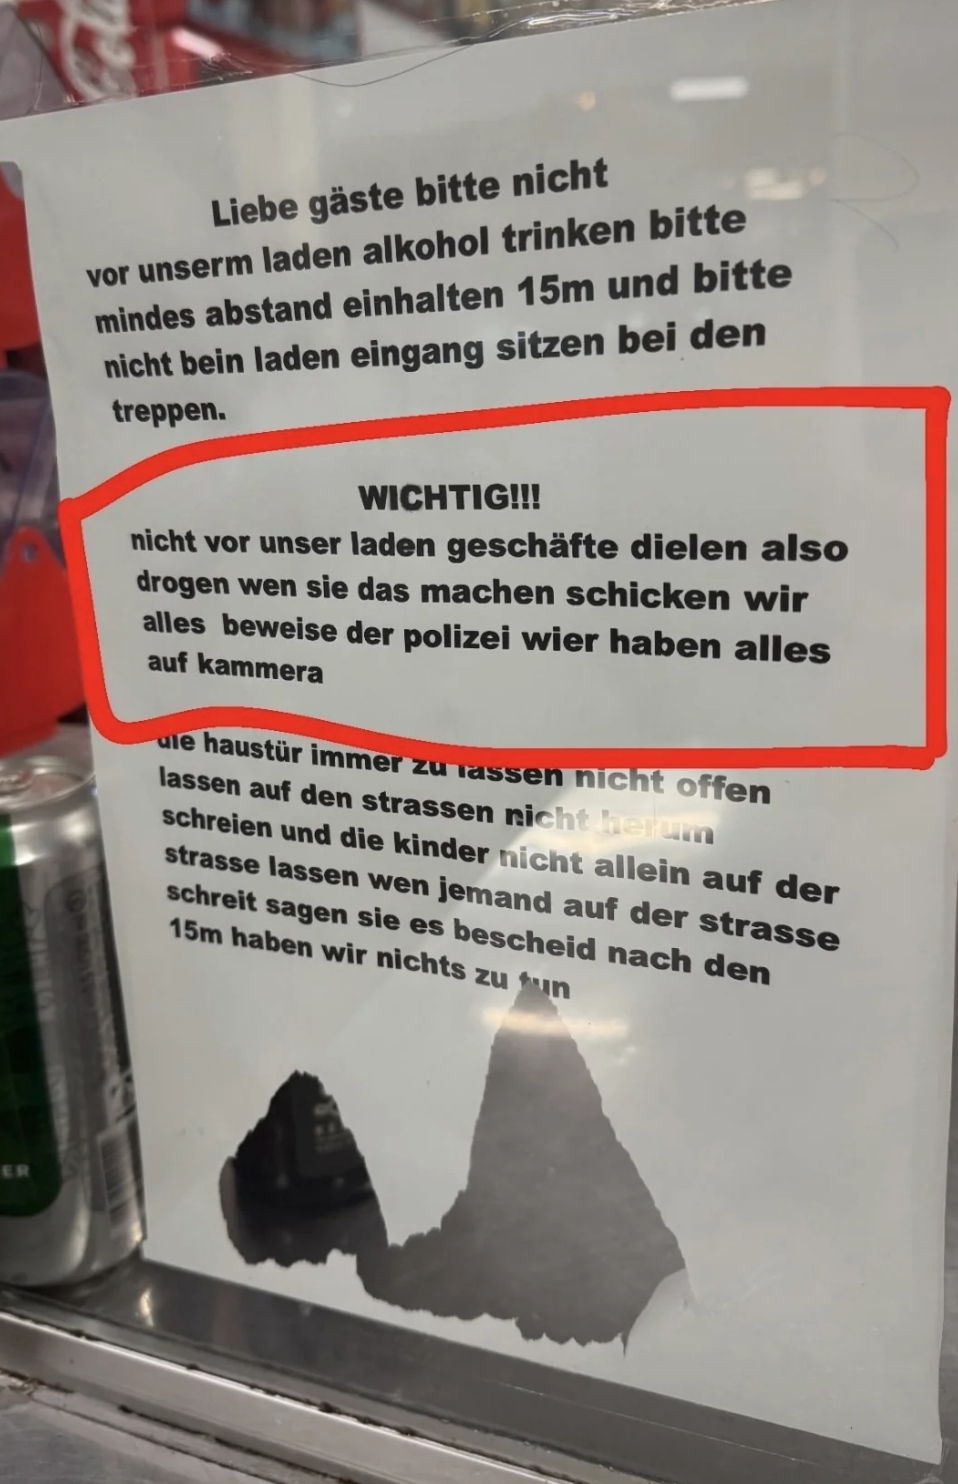 Liebe gäste bitte nicht
vor unserm laden alkohol trinken bitte
mindes abstand einhalten 15m und bitte
nicht bein laden eingang sitzen bei den
treppen.
WICHTIG!!!
nicht vor unser laden geschäfte dielen also
drogen wen sie das machen schicken wir
alles beweise der polizei wier haben alles
auf kammera
die haustür immer zu lassen nicht offen
lassen auf den strassen nicht herum
schreien und die kinder nicht allein auf der
strasse lassen wen jemand auf der strasse
schreit sagen sie es bescheid nach den
15m haben wir nichts zu tun
ER